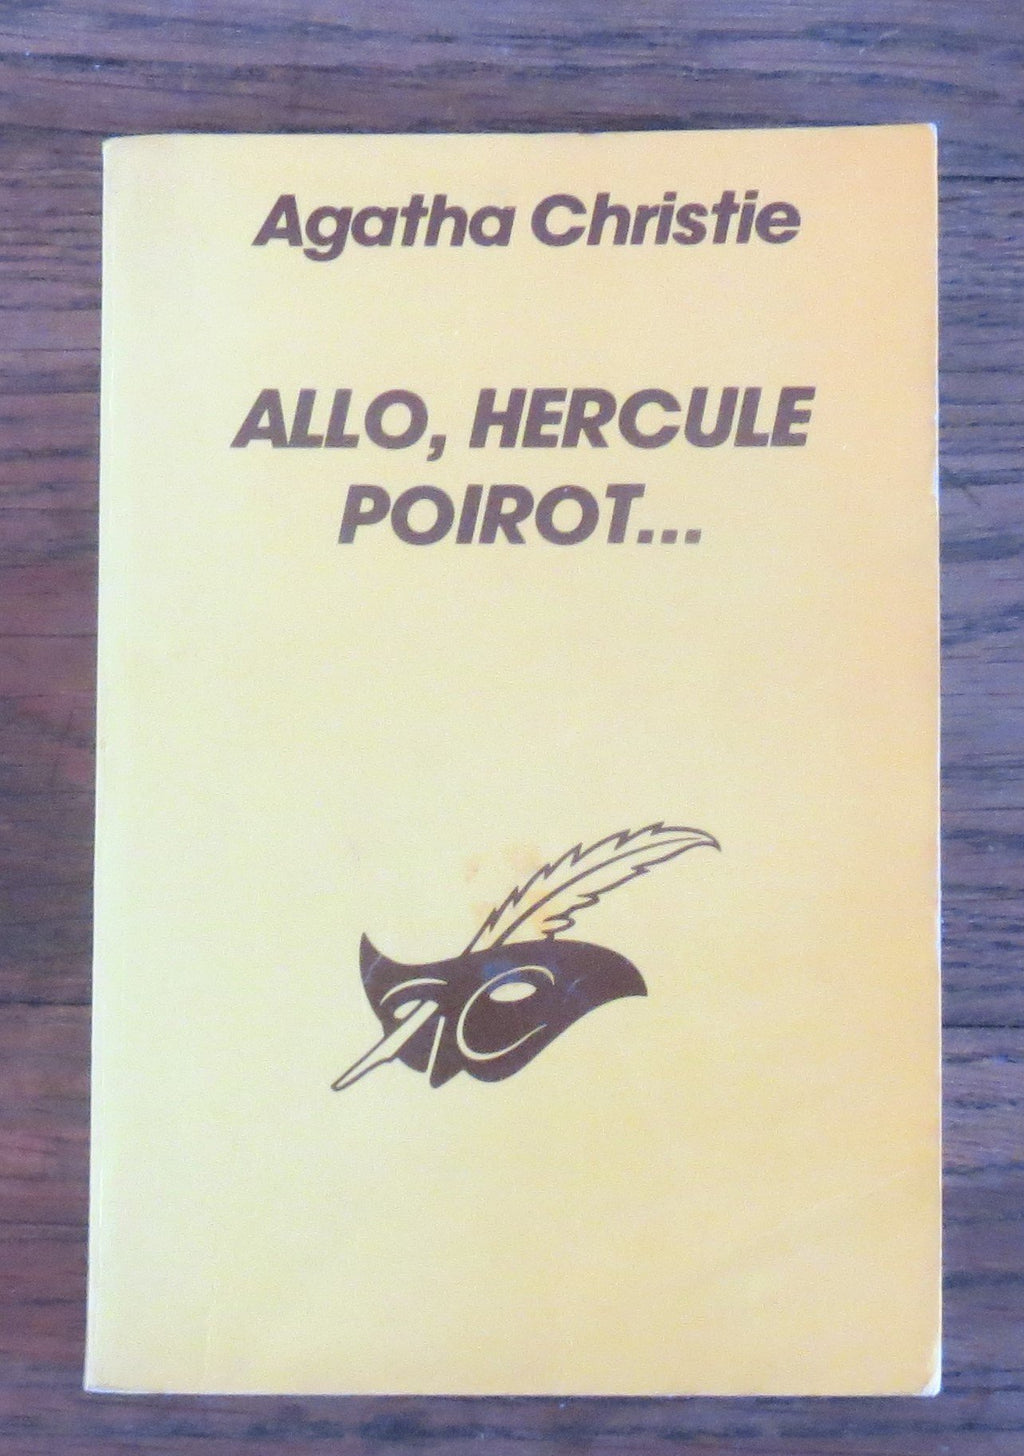 Agatha Christie
ALLO, HERCULE
POIROT...